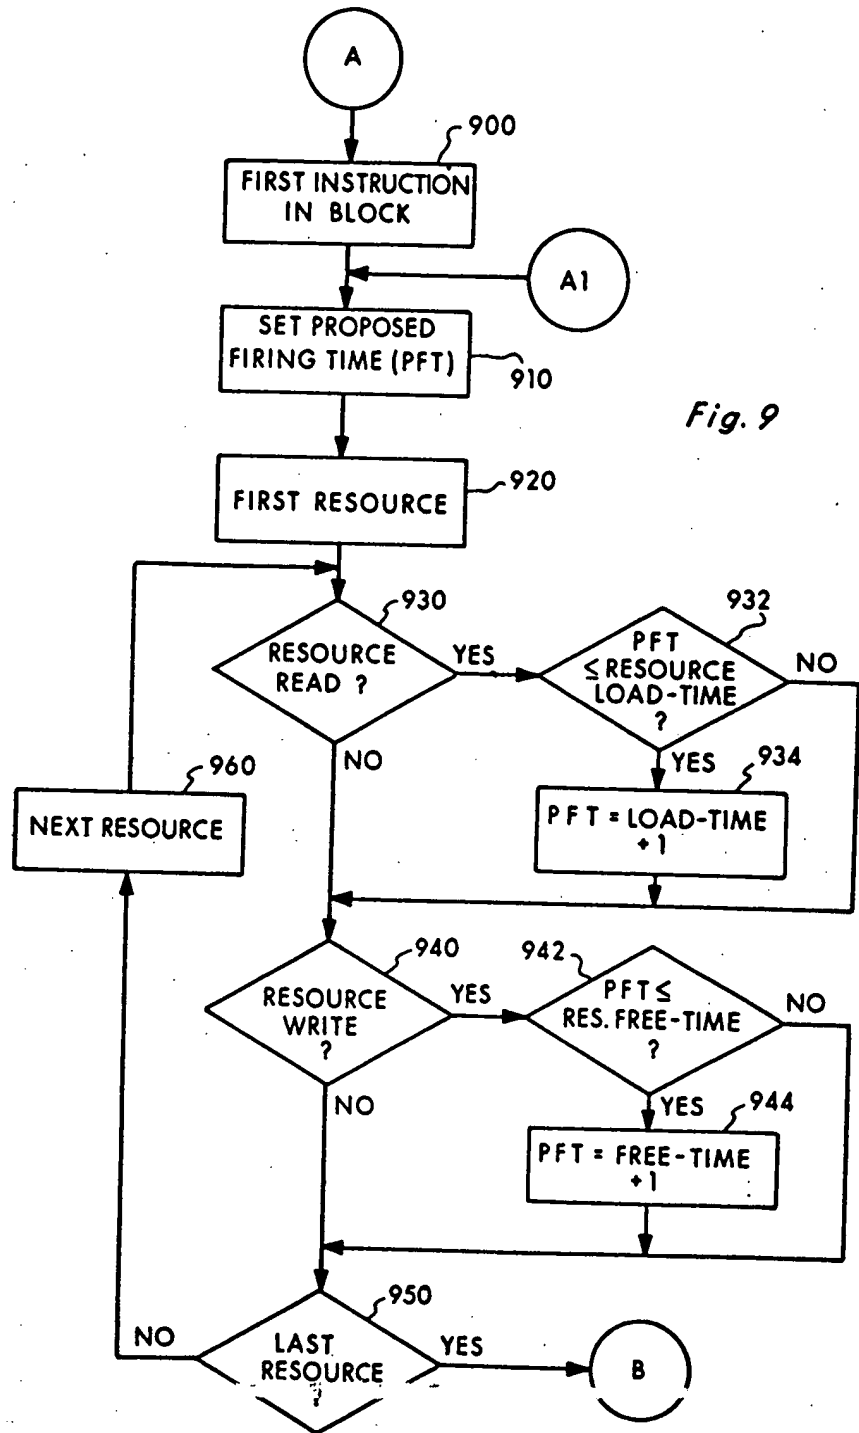 A
900
FIRST INSTRUCTION
IN BLOCK
A1
SET PROPOSED
FIRING TIME (PFT)
910
Fig. 9
FIRST RESOURCE
920
930
RESOURCE
READ ?
YES
NO
932
PFT
≤ RESOURCE
LOAD-TIME
?
NO
YES
934
PFT = LOAD-TIME
+1
960
NEXT RESOURCE
940
RESOURCE
WRITE
?
YES
NO
942
PFT ≤
RES. FREE-TIME
?
NO
YES
944
PFT = FREE-TIME
+1
950
LAST
RESOURCE
?
NO
YES
B